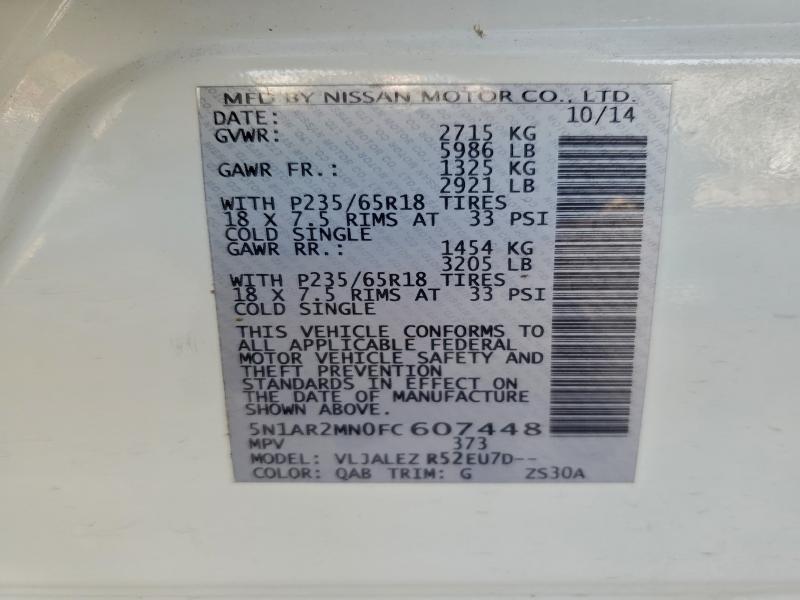 MFD BY NISSAN MOTOR CO., LTD.
DATE: 10/14
GVWR: 2715 KG
5986 LB
GAWR FR.: 1325 KG
2921 LB
WITH P235/65R18 TIRES
18 X 7.5 RIMS AT 33 PSI
COLD SINGLE
GAWR RR.: 1454 KG
3205 LB
WITH P235/65R18 TIRES
18 X 7.5 RIMS AT 33 PSI
COLD SINGLE
THIS VEHICLE CONFORMS TO
ALL APPLICABLE FEDERAL
MOTOR VEHICLE SAFETY AND
THEFT PREVENTION
STANDARDS IN EFFECT ON
THE DATE OF MANUFACTURE
SHOWN ABOVE.
5N1AR2MN0FC607448
MPV 373
MODEL: VLJALEZ R52EU7D--
COLOR: QAB TRIM: G ZS30A